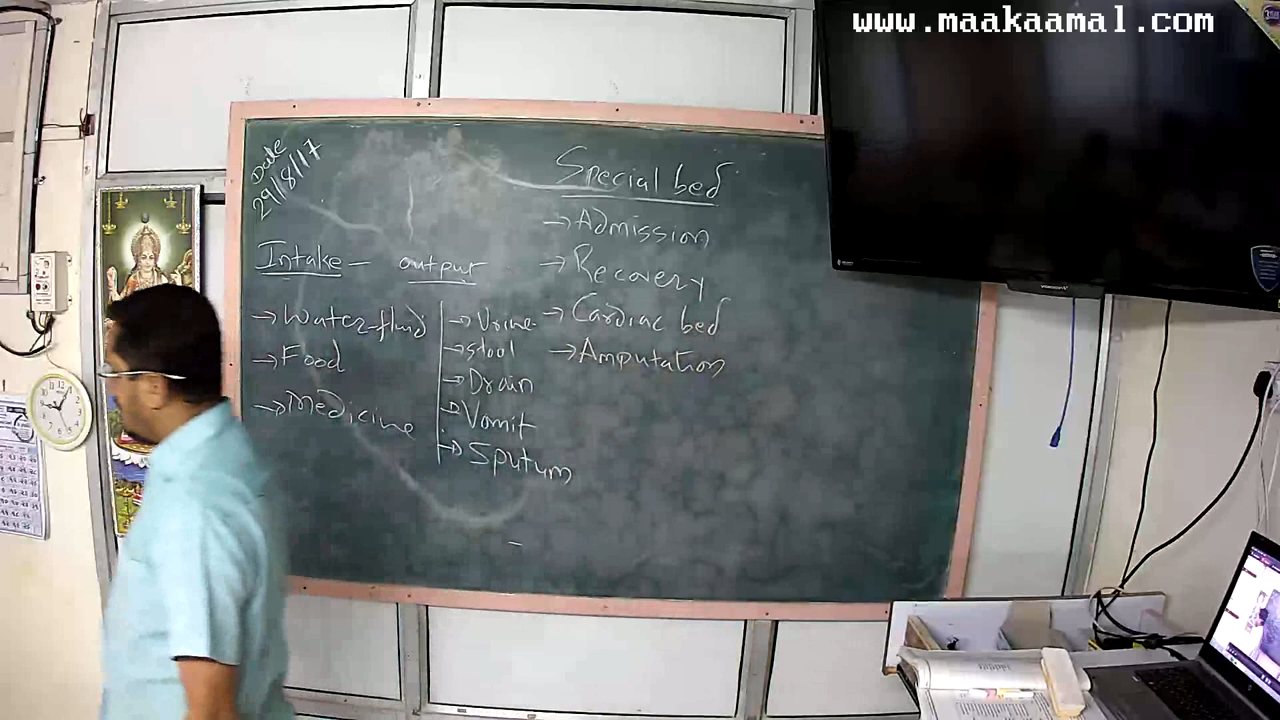 www.maakaamal.com
Date
29/8/17
Special bed
→ Admission
→ Recovery
→ Cardiac bed
→ Amputation
Intake - output
→ Water-fluid
→ Food
→ Medicine
→ Urine
→ stool
→ Drain
→ Vomit
→ Sputum